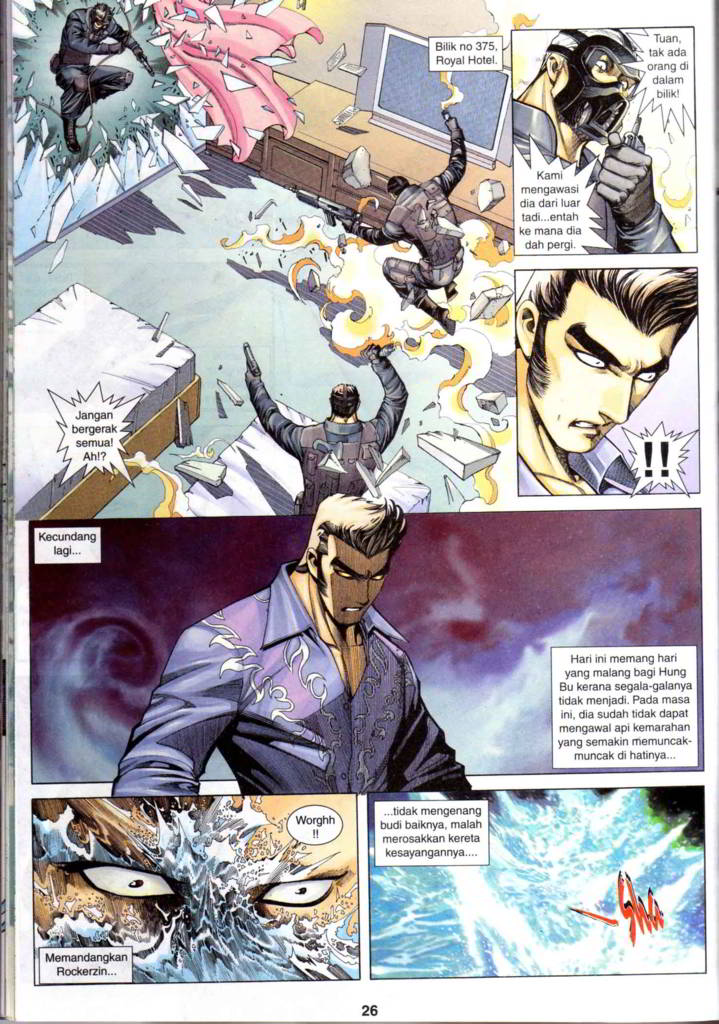 Bilik no 375,
Royal Hotel.
Tuan,
tak ada
orang di
dalam
bilik!
Kami
mengawasi
dia dari luar
tadi...entah
ke mana dia
dah pergi.
Jangan
bergerak
semua!
Ah!?
!!
Kecundang
lagi...
Hari ini memang hari
yang malang bagi Hung
Bu kerana segala-galanya
tidak menjadi. Pada masa
ini, dia sudah tidak dapat
mengawal api kemarahan
yang semakin memuncak-
muncak di hatinya...
Worghh
!!
Memandangkan
Rockerzin...
...tidak mengenang
budi baiknya, malah
merosakkan kereta
kesayangannya....
26